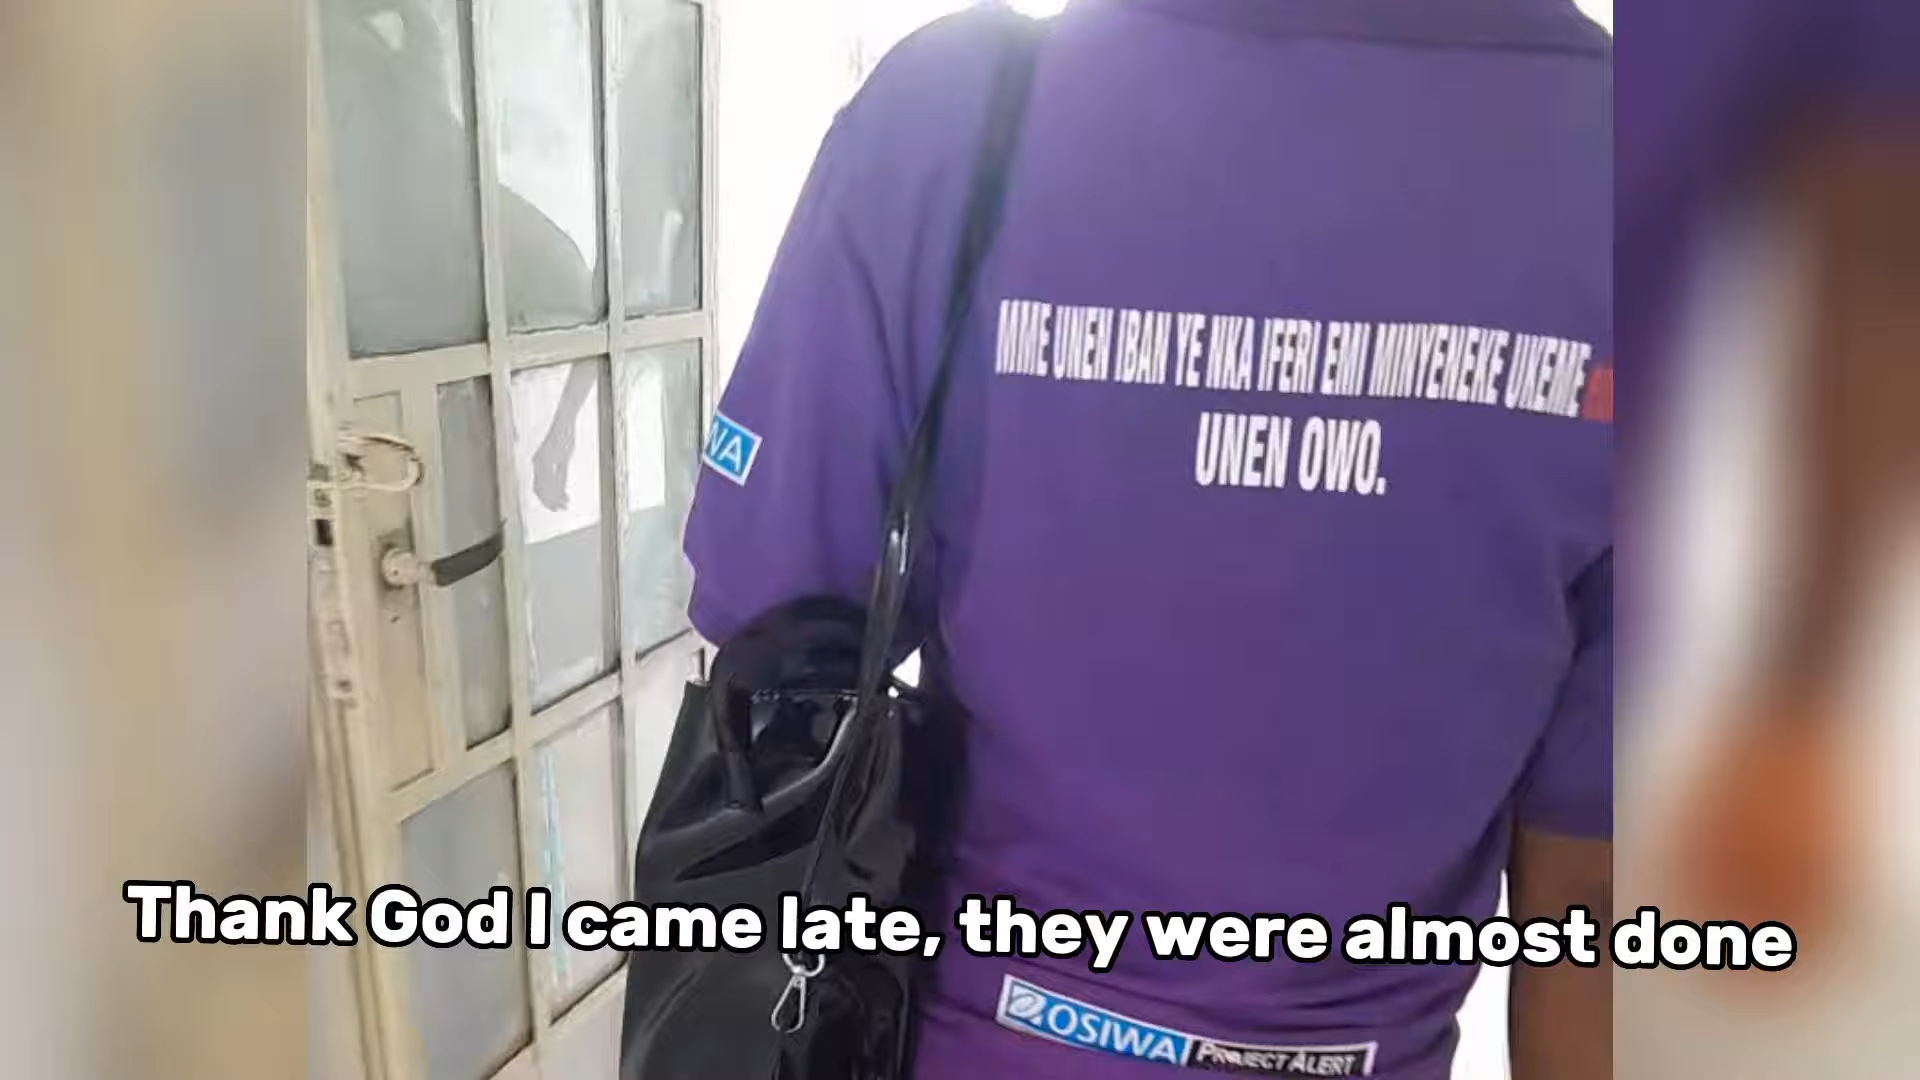 MME UNEN IBAN YE NKA IFERI EMI MINYENEKE UKEME
UNEN OWO.
WA
Thank God I came late, they were almost done
OSIWA PROJECT ALERT